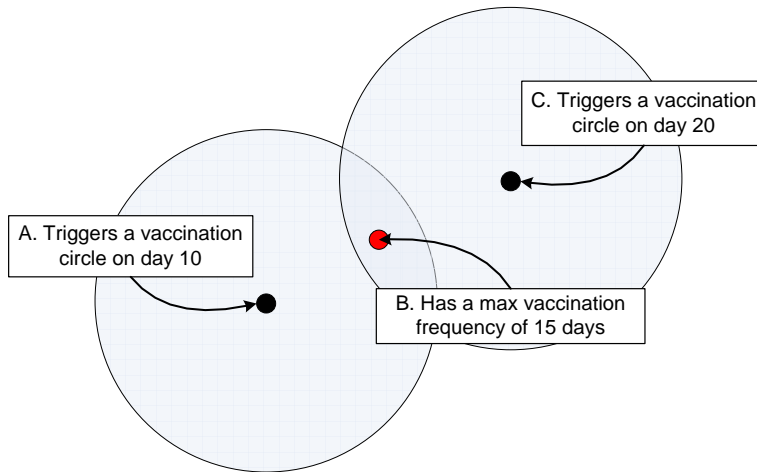 C. Triggers a vaccination
circle on day 20
A. Triggers a vaccination
circle on day 10
B. Has a max vaccination
frequency of 15 days